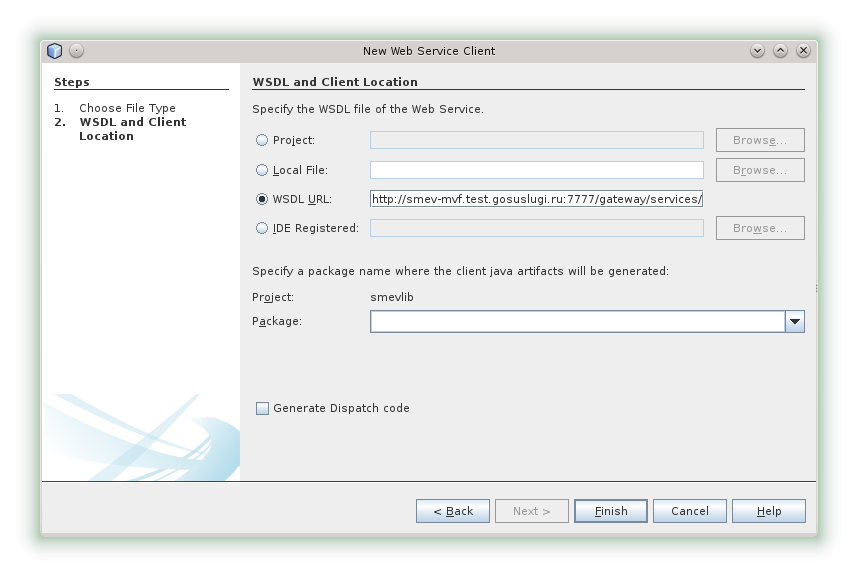 New Web Service Client
Steps
1. Choose File Type
2. WSDL and Client
Location
WSDL and Client Location
Specify the WSDL file of the Web Service.
Project: Browse...
Local File: Browse...
WSDL URL: http://smev-mvf.test.gosuslugi.ru:7777/gateway/services/
IDE Registered: Browse...
Specify a package name where the client java artifacts will be generated:
Project: smevlib
Package:
Generate Dispatch code
< Back Next > Finish Cancel Help